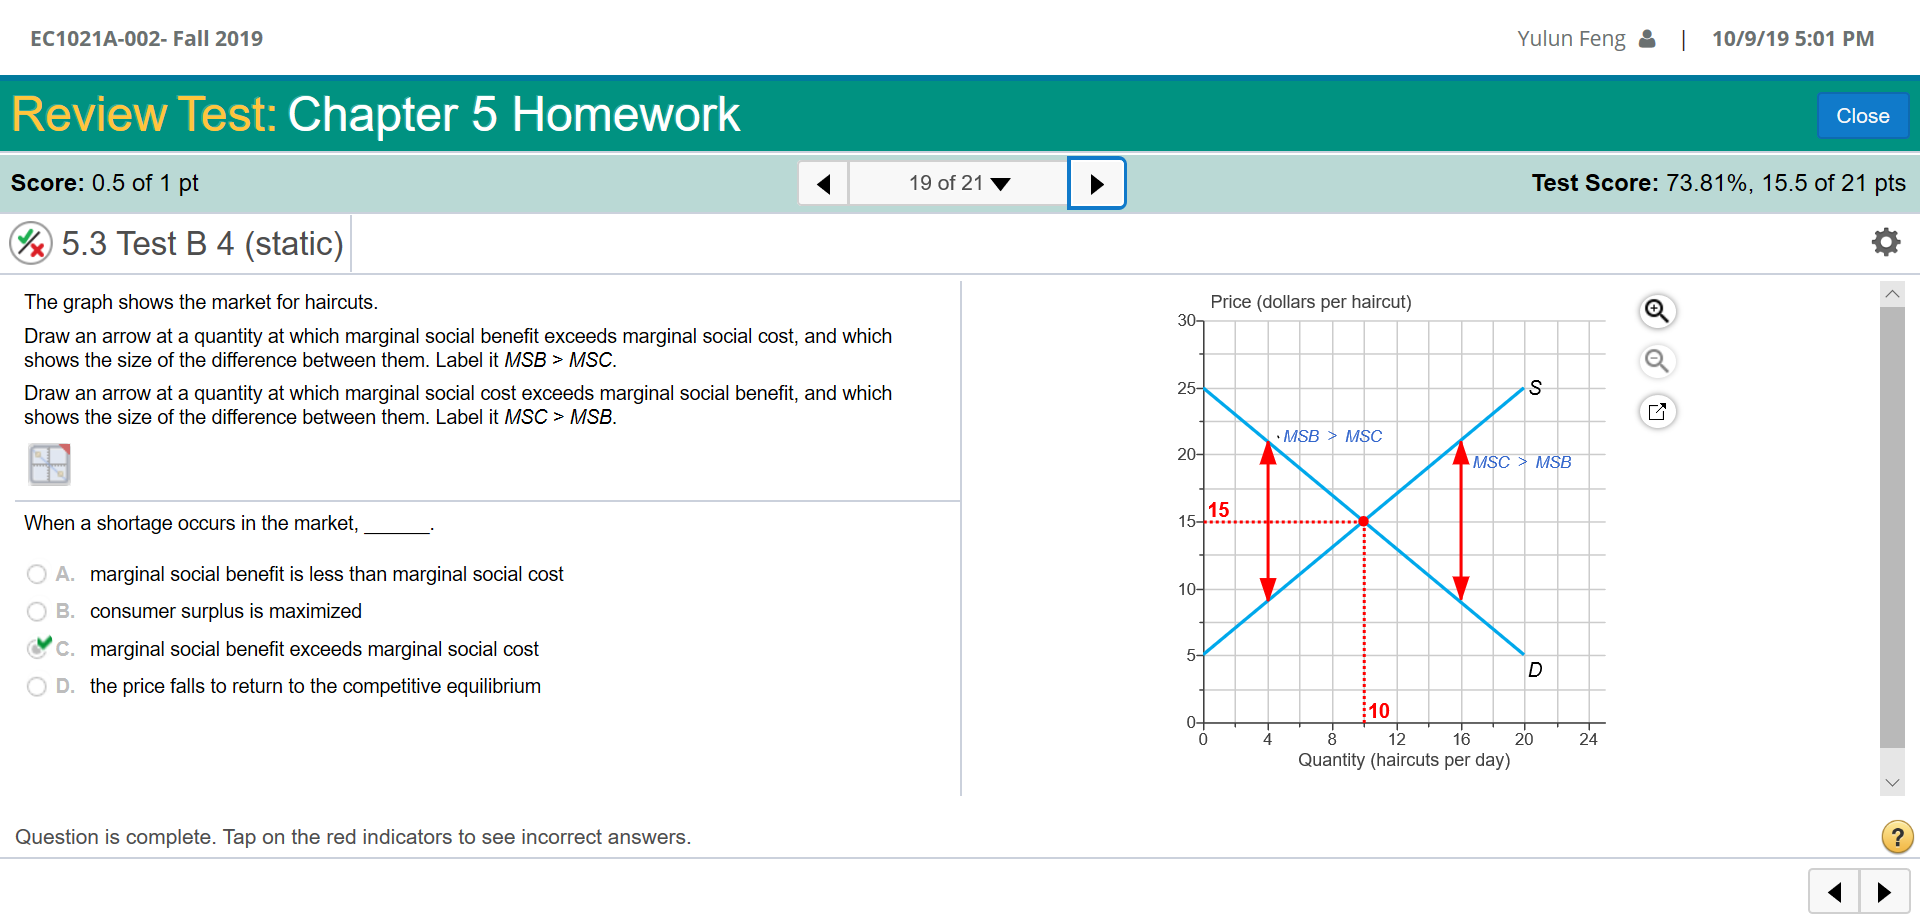 EC1021A-002- Fall 2019
Yulun Feng | 10/9/19 5:01 PM
Review Test: Chapter 5 Homework
Close
Score: 0.5 of 1 pt
19 of 21
Test Score: 73.81%, 15.5 of 21 pts
5.3 Test B 4 (static)
The graph shows the market for haircuts.
Draw an arrow at a quantity at which marginal social benefit exceeds marginal social cost, and which
shows the size of the difference between them. Label it MSB > MSC.
Draw an arrow at a quantity at which marginal social cost exceeds marginal social benefit, and which
shows the size of the difference between them. Label it MSC > MSB.
When a shortage occurs in the market, ______.
A. marginal social benefit is less than marginal social cost
B. consumer surplus is maximized
C. marginal social benefit exceeds marginal social cost
D. the price falls to return to the competitive equilibrium
Price (dollars per haircut)
30
25
S
MSB > MSC
20
MSC > MSB
15
15
10
5
D
10
0
0 4 8 12 16 20 24
Quantity (haircuts per day)
Question is complete. Tap on the red indicators to see incorrect answers.
?